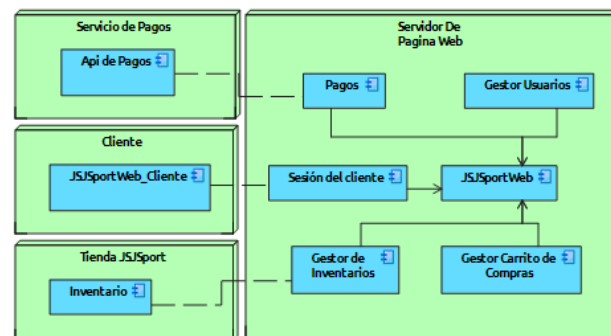 Servicio de Pagos
Api de Pagos
Cliente
JSJSportWeb_Cliente
Tienda JSJSport
Inventario
Servidor De
Pagina Web
Pagos
Gestor Usuarios
Sesión del cliente
JSJSportWeb
Gestor de
Inventarios
Gestor Carrito de
Compras